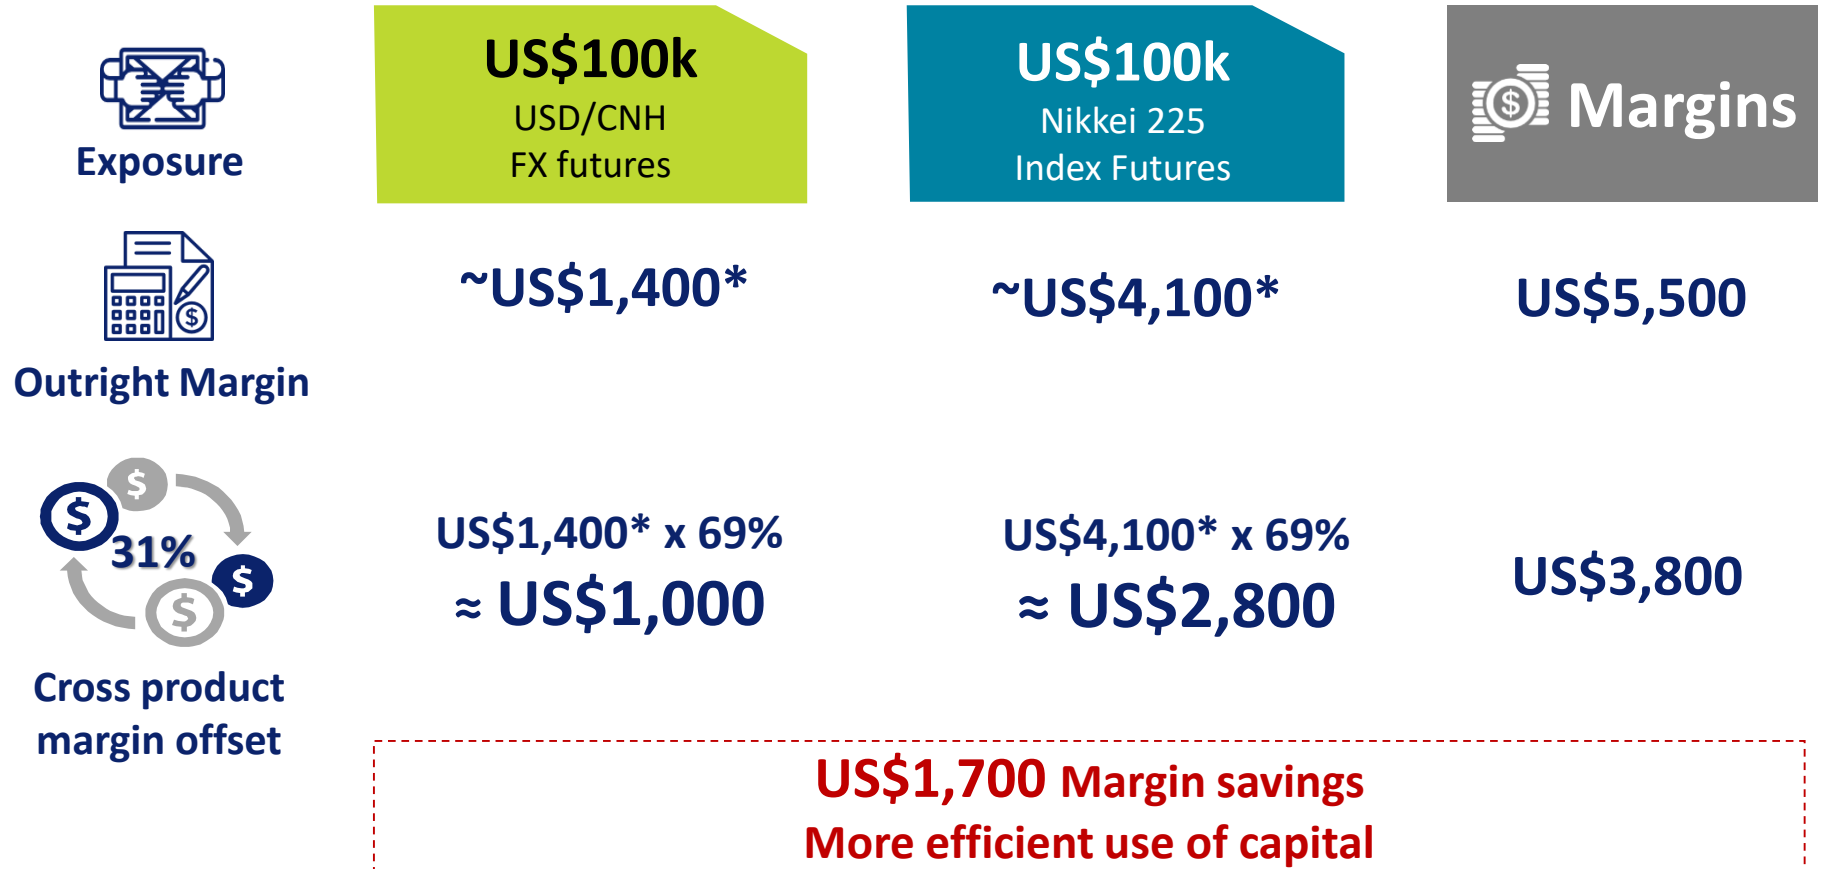 Exposure
US$100k
USD/CNH
FX futures
US$100k
Nikkei 225
Index Futures
$ Margins
$
Outright Margin
~US$1,400*
~US$4,100*
US$5,500
$
$
31%
$
$
Cross product
margin offset
US$1,400* x 69%
≈ US$1,000
US$4,100* x 69%
≈ US$2,800
US$3,800
US$1,700 Margin savings
More efficient use of capital